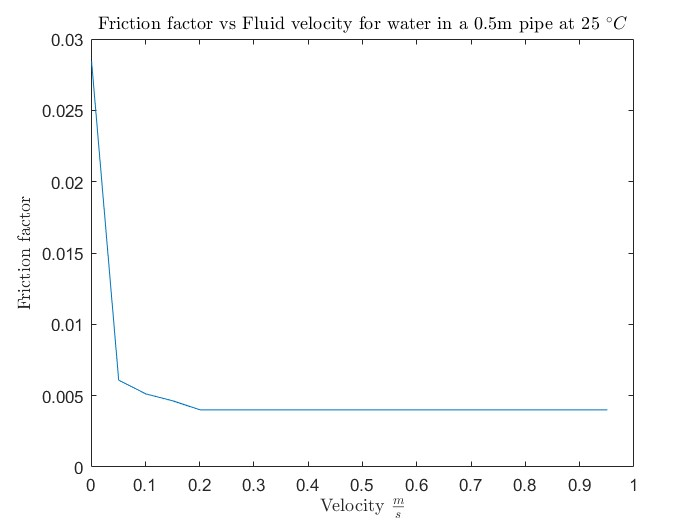 Friction factor vs Fluid velocity for water in a 0.5m pipe at 25 °C
0.03
0.025
0.02
0.015
0.01
0.005
0
Friction factor
0 0.1 0.2 0.3 0.4 0.5 0.6 0.7 0.8 0.9 1
Velocity m/s